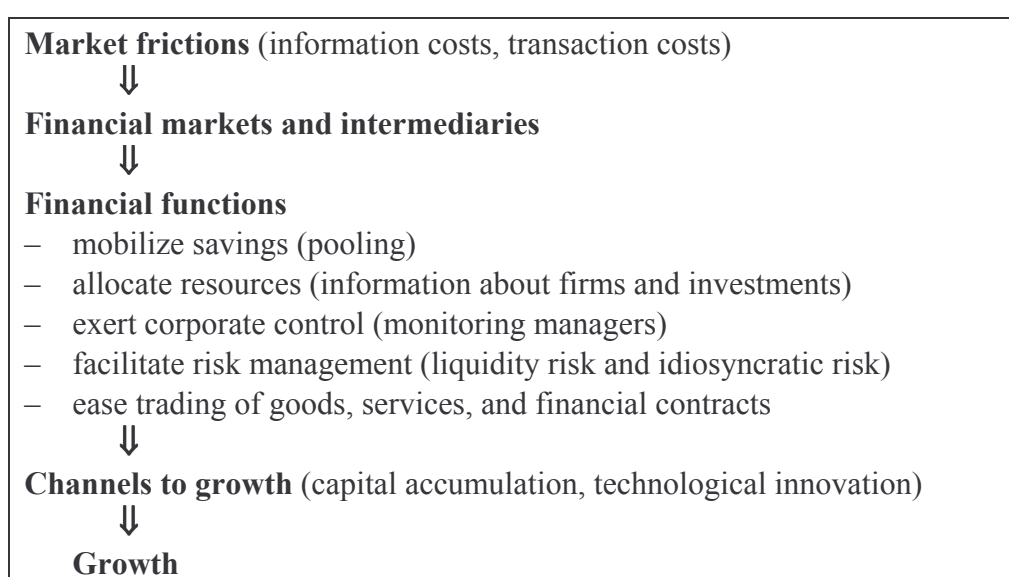 Market frictions (information costs, transaction costs)
⇓
Financial markets and intermediaries
⇓
Financial functions
– mobilize savings (pooling)
– allocate resources (information about firms and investments)
– exert corporate control (monitoring managers)
– facilitate risk management (liquidity risk and idiosyncratic risk)
– ease trading of goods, services, and financial contracts
⇓
Channels to growth (capital accumulation, technological innovation)
⇓
Growth